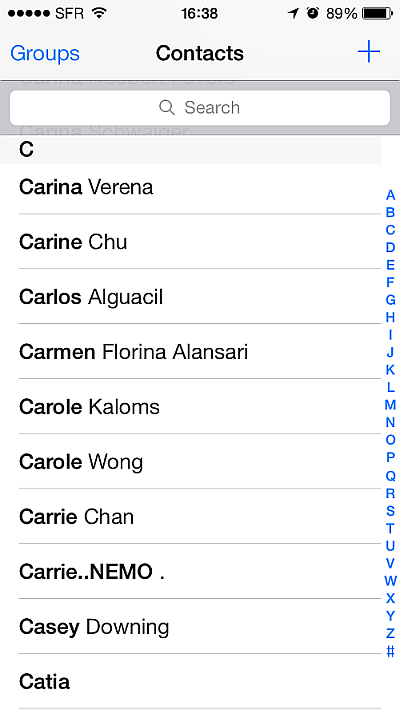 SFR 16:38 89%
Groups Contacts +
Search
Carina Schwaiger
C
Carina Verena
Carine Chu
Carlos Alguacil
Carmen Florina Alansari
Carole Kaloms
Carole Wong
Carrie Chan
Carrie..NEMO .
Casey Downing
Catia
A
B
C
D
E
F
G
H
I
J
K
L
M
N
O
P
Q
R
S
T
U
V
W
X
Y
Z
#